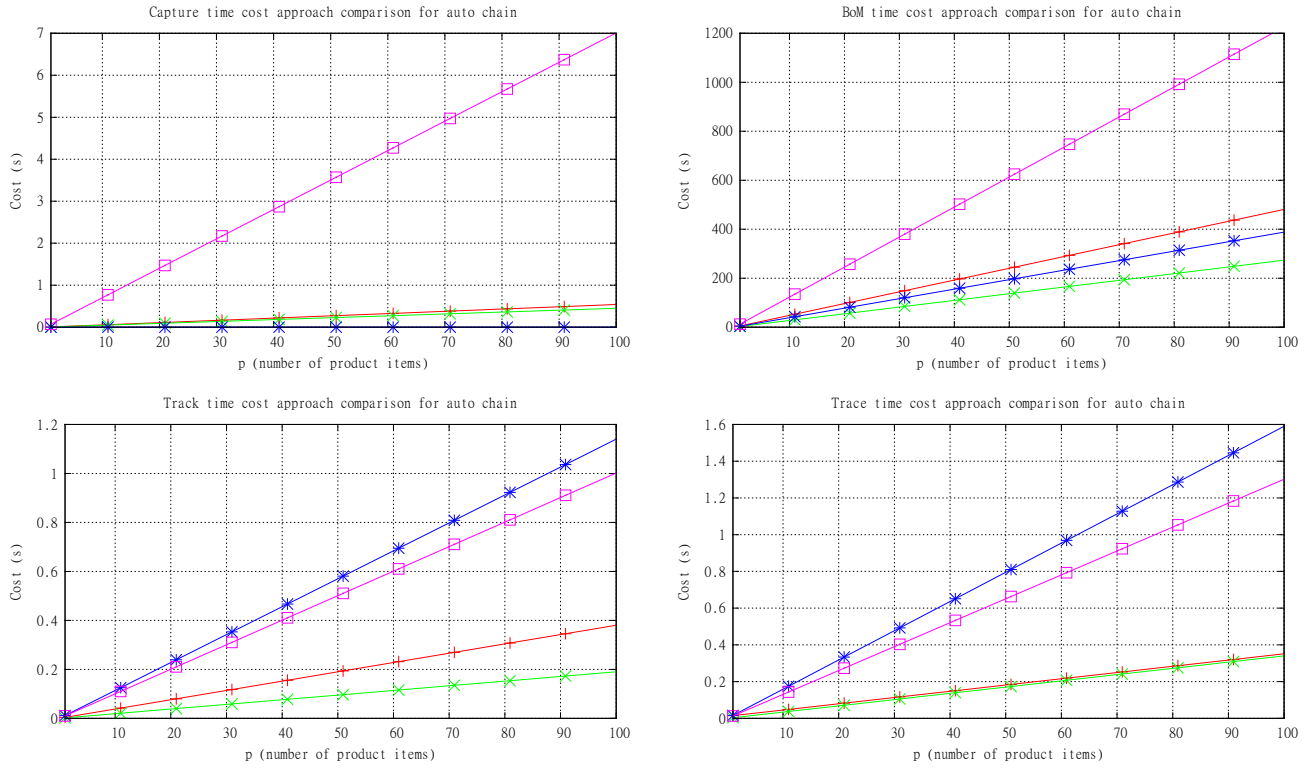 Capture time cost approach comparison for auto chain
7
6
5
4
3
2
1
0
Cost (s)
10 20 30 40 50 60 70 80 90 100
p (number of product items)
BoM time cost approach comparison for auto chain
1200
1000
800
600
400
200
0
Cost (s)
10 20 30 40 50 60 70 80 90 100
p (number of product items)
Track time cost approach comparison for auto chain
1.2
1
0.8
0.6
0.4
0.2
0
Cost (s)
10 20 30 40 50 60 70 80 90 100
p (number of product items)
Trace time cost approach comparison for auto chain
1.6
1.4
1.2
1
0.8
0.6
0.4
0.2
0
Cost (s)
10 20 30 40 50 60 70 80 90 100
p (number of product items)